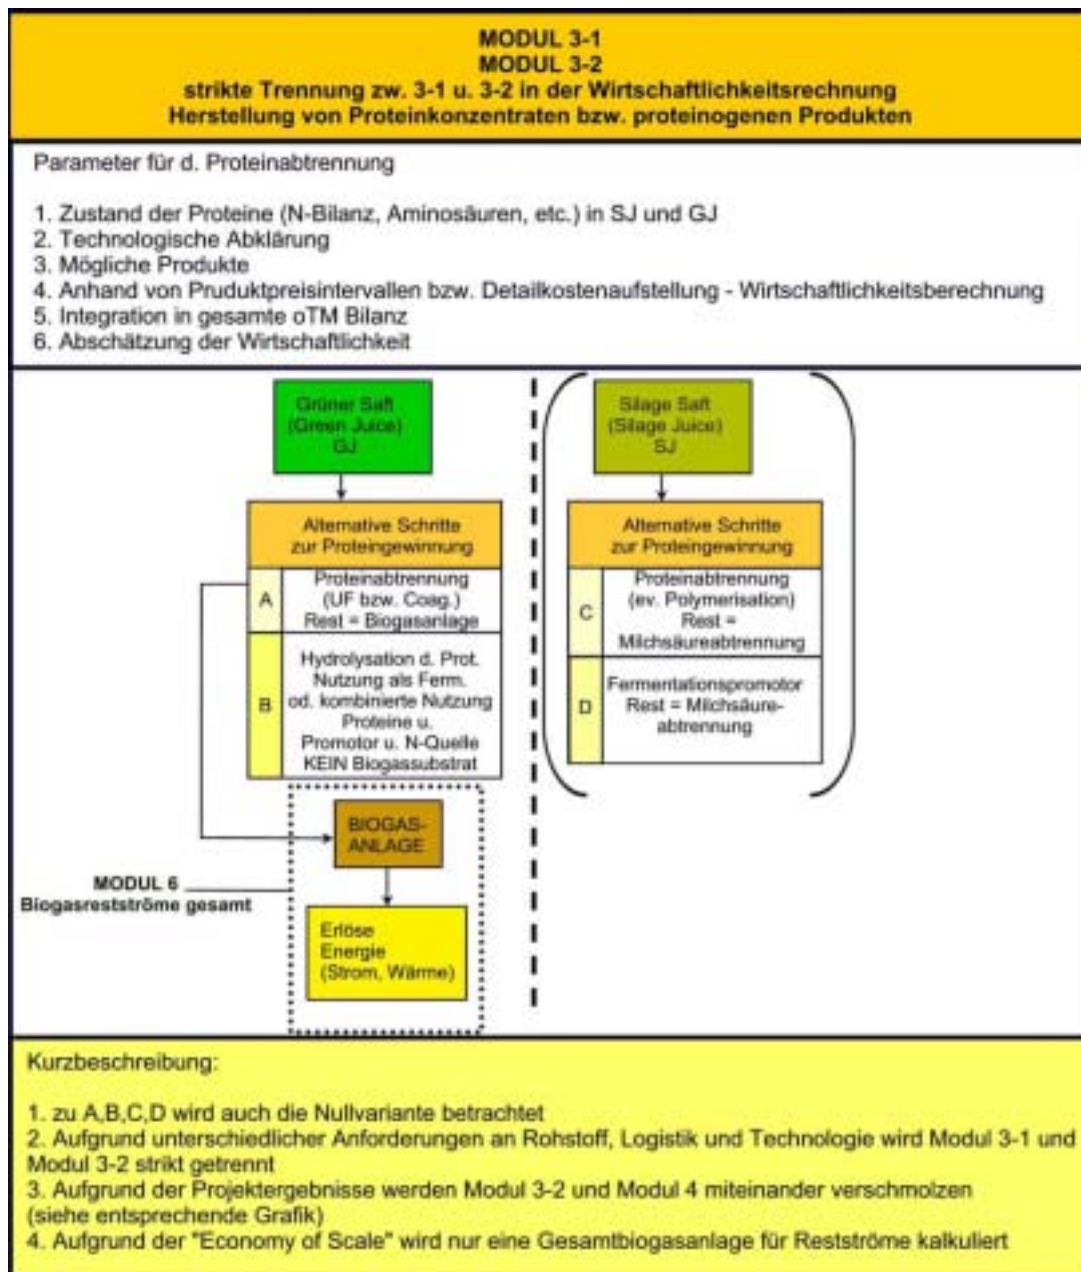 MODUL 3-1
MODUL 3-2
strikte Trennung zw. 3-1 u. 3-2 in der Wirtschaftlichkeitsrechnung
Herstellung von Proteinkonzentraten bzw. proteinogenen Produkten
Parameter für d. Proteinabtrennung
1. Zustand der Proteine (N-Bilanz, Aminosäuren, etc.) in SJ und GJ
2. Technologische Abklärung
3. Mögliche Produkte
4. Anhand von Pruduktpreisintervallen bzw. Detailkostenaufstellung - Wirtschaftlichkeitsberechnung
5. Integration in gesamte oTM Bilanz
6. Abschätzung der Wirtschaftlichkeit
Grüner Saft
(Green Juice)
GJ
Alternative Schritte
zur Proteingewinnung
A
Proteinabtrennung
(UF bzw. Coag.)
Rest = Biogasanlage
B
Hydrolysation d. Prot.
Nutzung als Ferm.
od. kombinierte Nutzung
Proteine u.
Promotor u. N-Quelle
KEIN Biogassubstrat
BIOGAS-
ANLAGE
MODUL 6
Biogasrestströme gesamt
Erlöse
Energie
(Strom, Wärme)
Silage Saft
(Silage Juice)
SJ
Alternative Schritte
zur Proteingewinnung
C
Proteinabtrennung
(ev. Polymerisation)
Rest =
Milchsäureabtrennung
D
Fermentationspromotor
Rest = Milchsäure-
abtrennung
Kurzbeschreibung:
1. zu A,B,C,D wird auch die Nullvariante betrachtet
2. Aufgrund unterschiedlicher Anforderungen an Rohstoff, Logistik und Technologie wird Modul 3-1 und
Modul 3-2 strikt getrennt
3. Aufgrund der Projektergebnisse werden Modul 3-2 und Modul 4 miteinander verschmolzen
(siehe entsprechende Grafik)
4. Aufgrund der "Economy of Scale" wird nur eine Gesamtbiogasanlage für Restströme kalkuliert